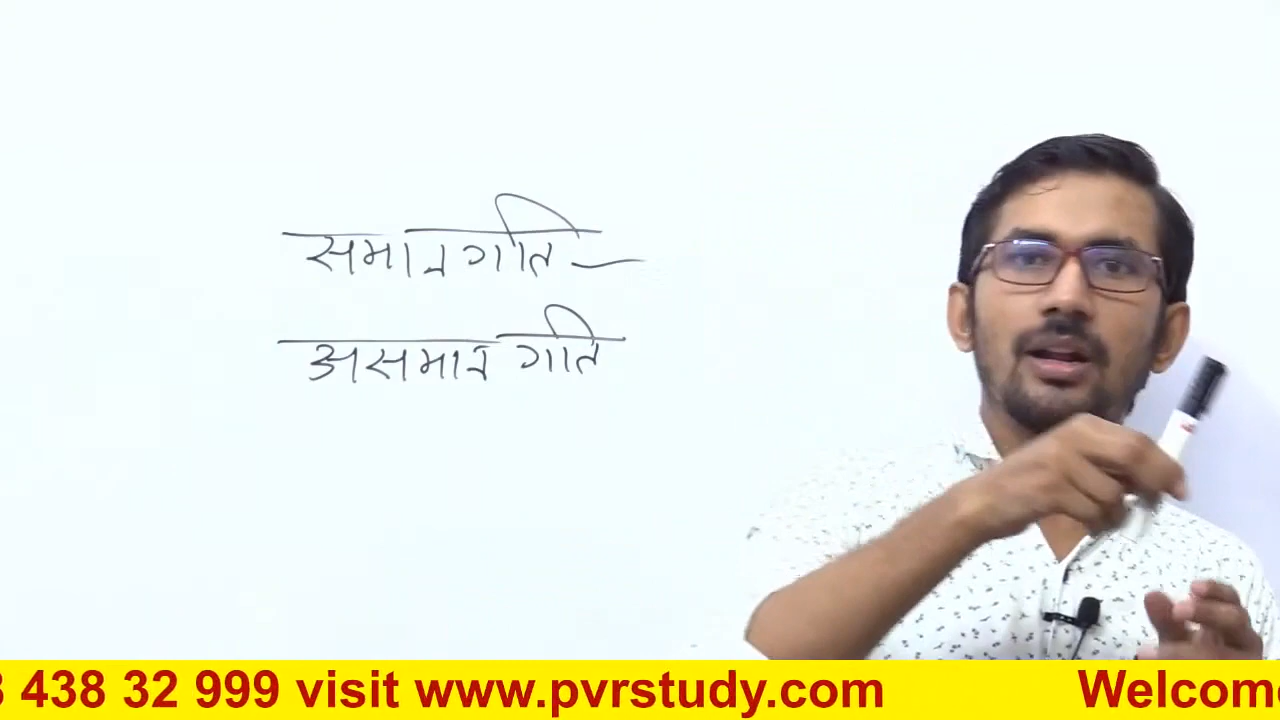 समान गति –
असमान गति
438 32 999 visit www.pvrstudy.com Welcome